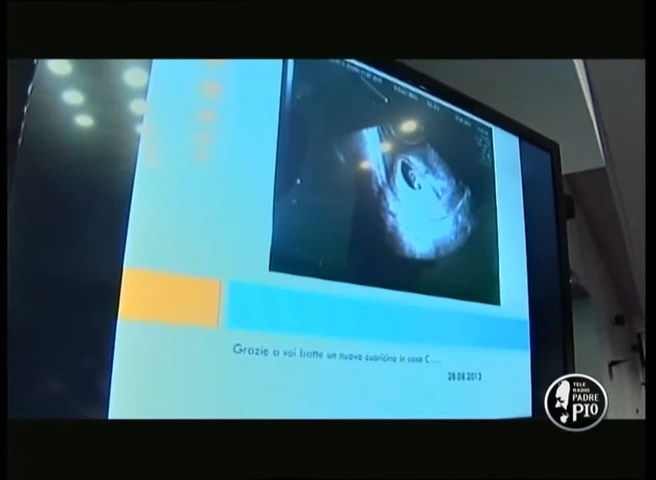 Grazie a voi batte un nuovo cuoricino in casa C.....
28.08.2013
TELE
RADIO
PADRE
PIO